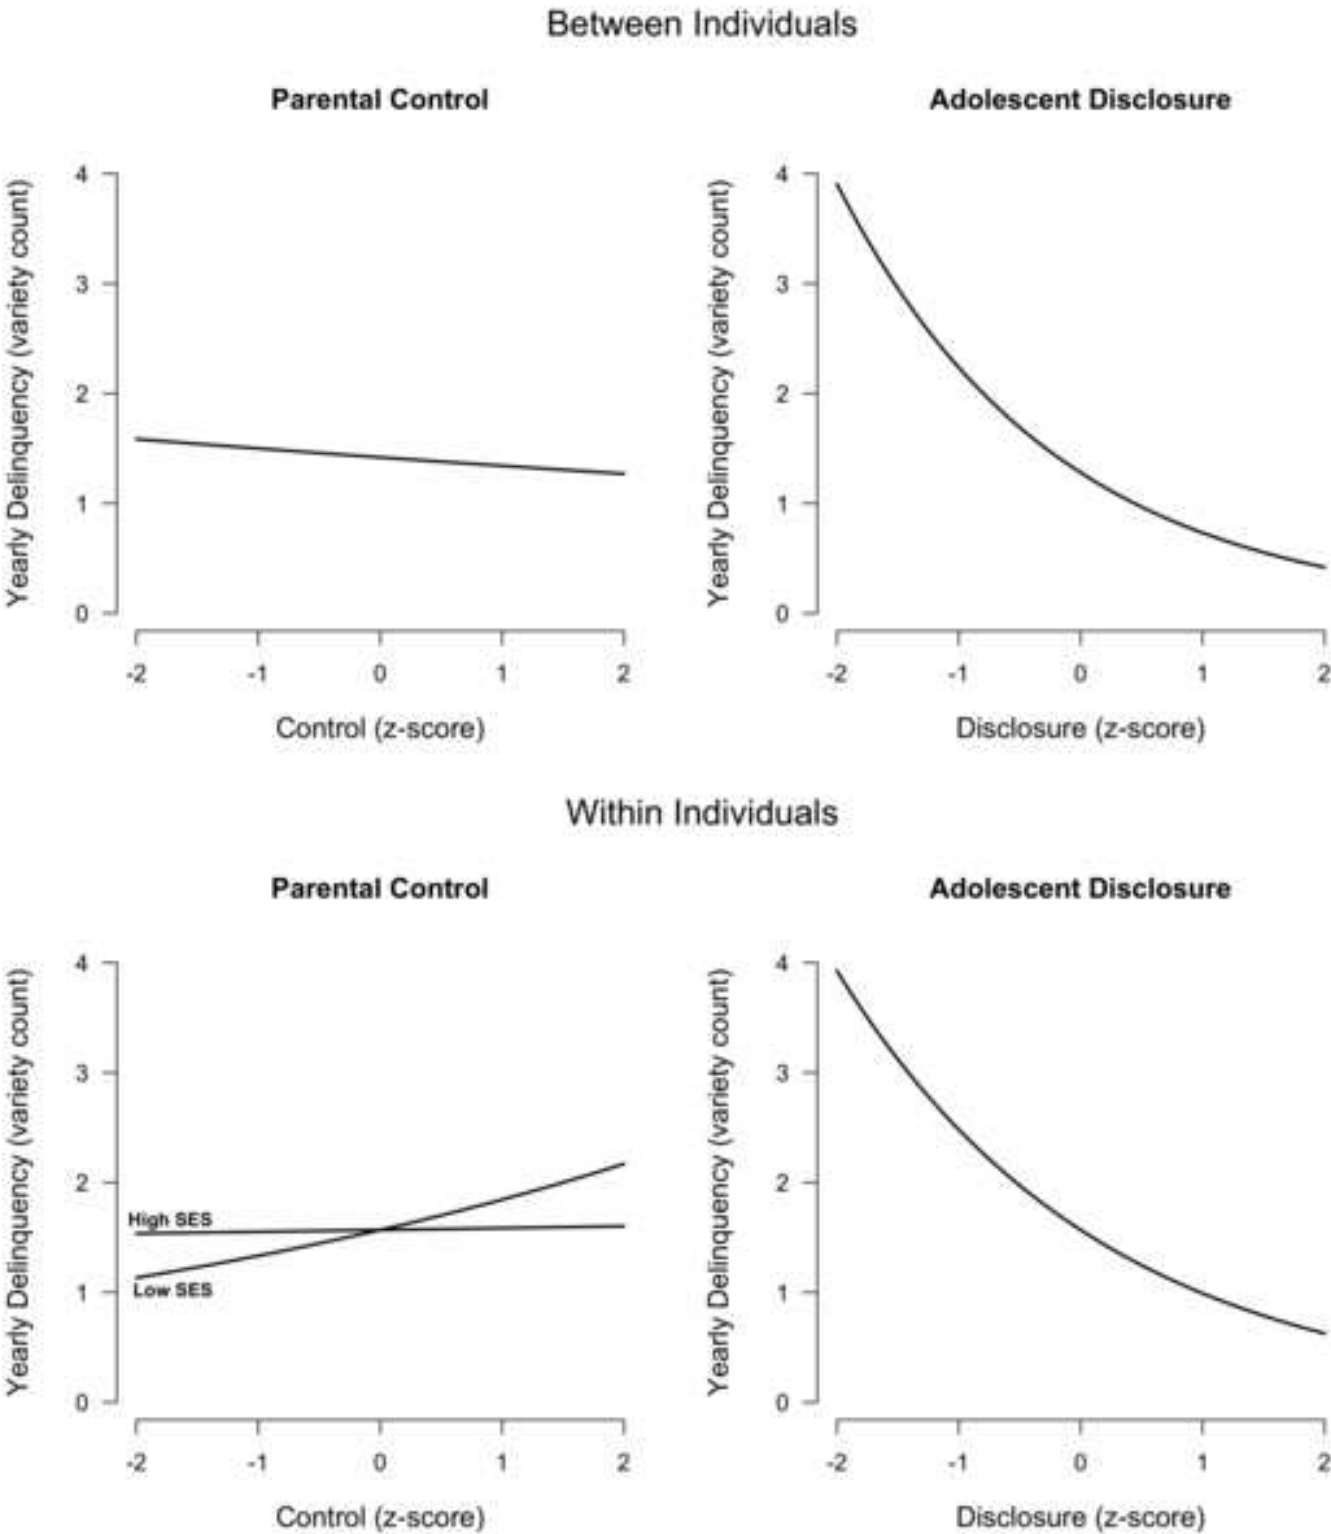 Between Individuals
Parental Control
Adolescent Disclosure
Yearly Delinquency (variety count)
4
3
2
1
0
-2 -1 0 1 2
Control (z-score)
Yearly Delinquency (variety count)
4
3
2
1
0
-2 -1 0 1 2
Disclosure (z-score)
Within Individuals
Parental Control
Adolescent Disclosure
Yearly Delinquency (variety count)
4
3
2
1
0
High SES
Low SES
-2 -1 0 1 2
Control (z-score)
Yearly Delinquency (variety count)
4
3
2
1
0
-2 -1 0 1 2
Disclosure (z-score)